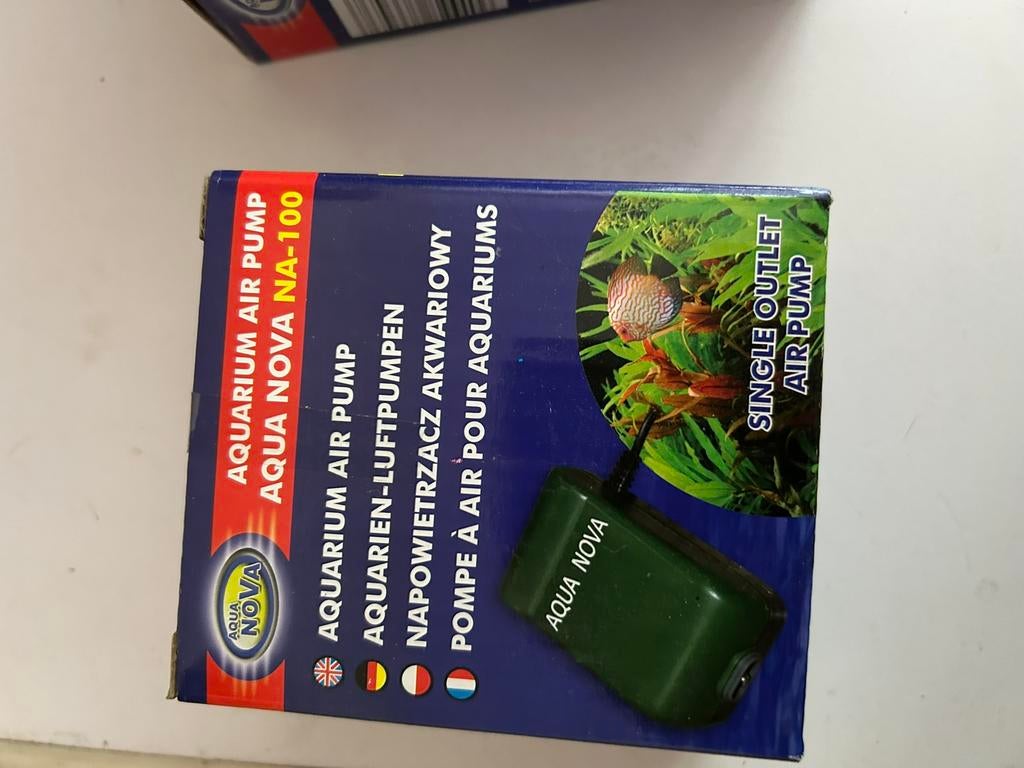 AQUA
NOVA
AQUARIUM AIR PUMP
AQUA NOVA NA-100
AQUARIUM AIR PUMP
AQUARIEN-LUFTPUMPEN
NAPOWIETRZACZ AKWARIOWY
POMPE À AIR POUR AQUARIUMS
AQUA NOVA
SINGLE OUTLET
AIR PUMP